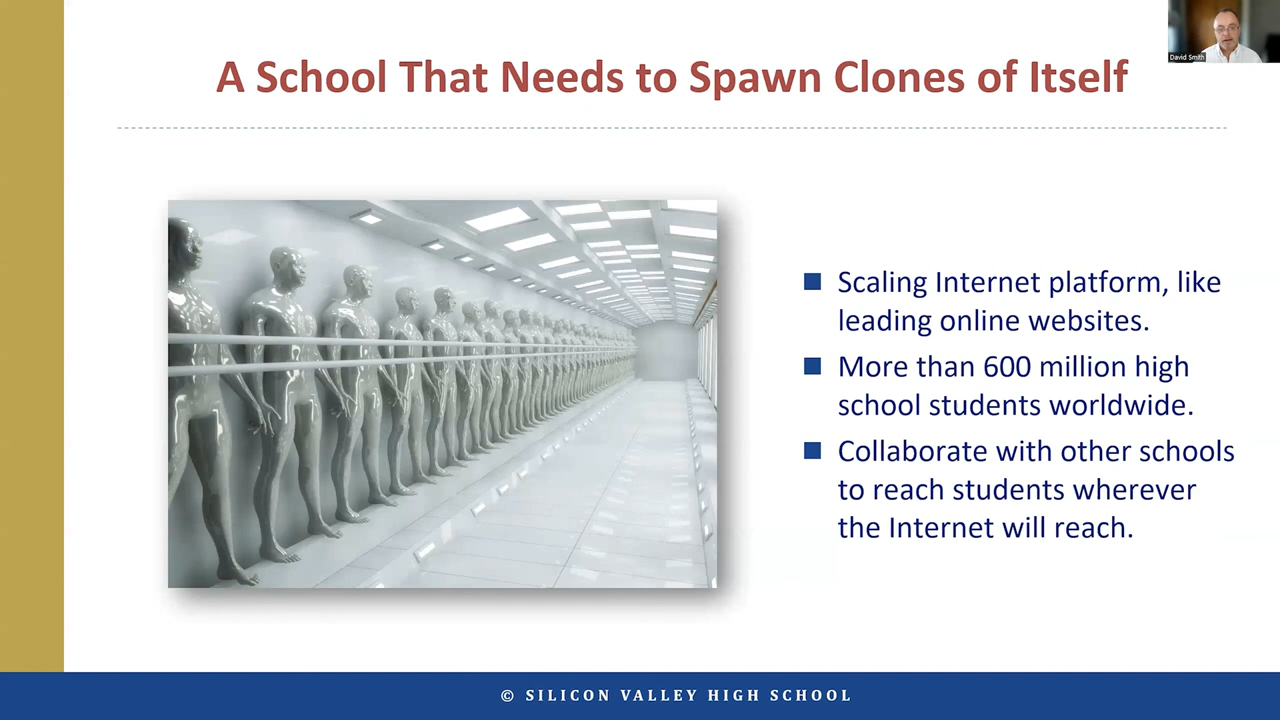 A School That Needs to Spawn Clones of Itself
David Smith
Scaling Internet platform, like
leading online websites.
More than 600 million high
school students worldwide.
Collaborate with other schools
to reach students wherever
the Internet will reach.
© SILICON VALLEY HIGH SCHOOL